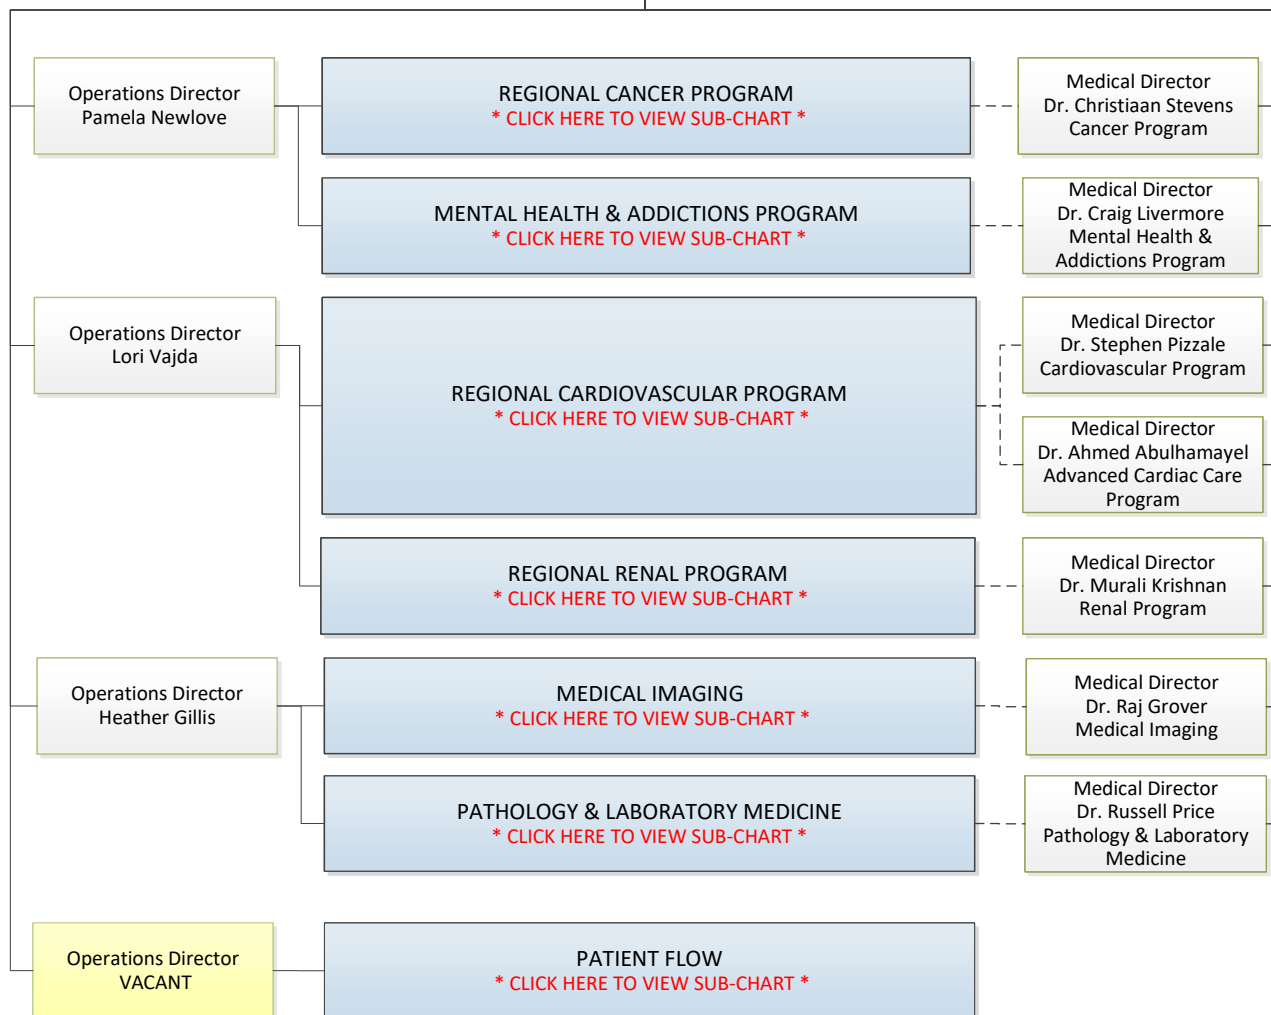 Operations Director
Pamela Newlove
REGIONAL CANCER PROGRAM
* CLICK HERE TO VIEW SUB-CHART *
Medical Director
Dr. Christiaan Stevens
Cancer Program
MENTAL HEALTH & ADDICTIONS PROGRAM
* CLICK HERE TO VIEW SUB-CHART *
Medical Director
Dr. Craig Livermore
Mental Health &
Addictions Program
Operations Director
Lori Vajda
REGIONAL CARDIOVASCULAR PROGRAM
* CLICK HERE TO VIEW SUB-CHART *
Medical Director
Dr. Stephen Pizzale
Cardiovascular Program
Medical Director
Dr. Ahmed Abulhamayel
Advanced Cardiac Care
Program
REGIONAL RENAL PROGRAM
* CLICK HERE TO VIEW SUB-CHART *
Medical Director
Dr. Murali Krishnan
Renal Program
Operations Director
Heather Gillis
MEDICAL IMAGING
* CLICK HERE TO VIEW SUB-CHART *
Medical Director
Dr. Raj Grover
Medical Imaging
PATHOLOGY & LABORATORY MEDICINE
* CLICK HERE TO VIEW SUB-CHART *
Medical Director
Dr. Russell Price
Pathology & Laboratory
Medicine
Operations Director
VACANT
PATIENT FLOW
* CLICK HERE TO VIEW SUB-CHART *